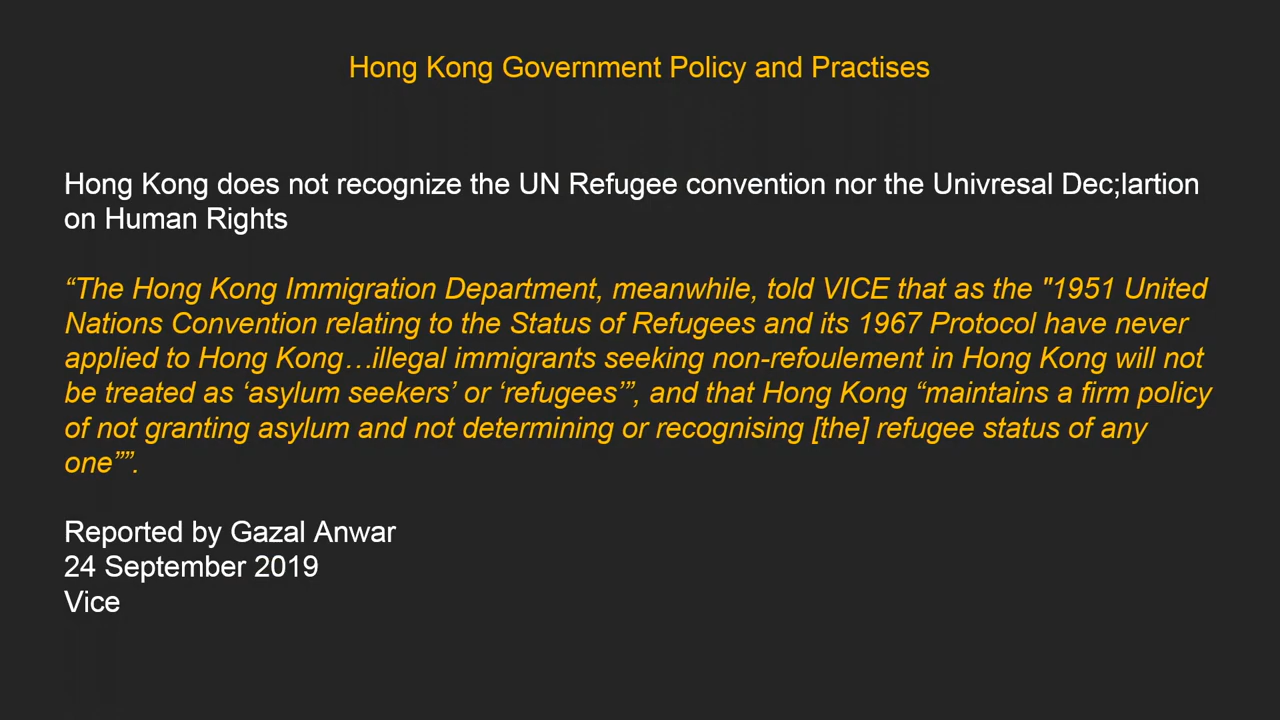 Hong Kong Government Policy and Practises
Hong Kong does not recognize the UN Refugee convention nor the Univresal Dec;lartion
on Human Rights
“The Hong Kong Immigration Department, meanwhile, told VICE that as the "1951 United
Nations Convention relating to the Status of Refugees and its 1967 Protocol have never
applied to Hong Kong…illegal immigrants seeking non-refoulement in Hong Kong will not
be treated as ‘asylum seekers’ or ‘refugees’”, and that Hong Kong “maintains a firm policy
of not granting asylum and not determining or recognising [the] refugee status of any
one””.
Reported by Gazal Anwar
24 September 2019
Vice